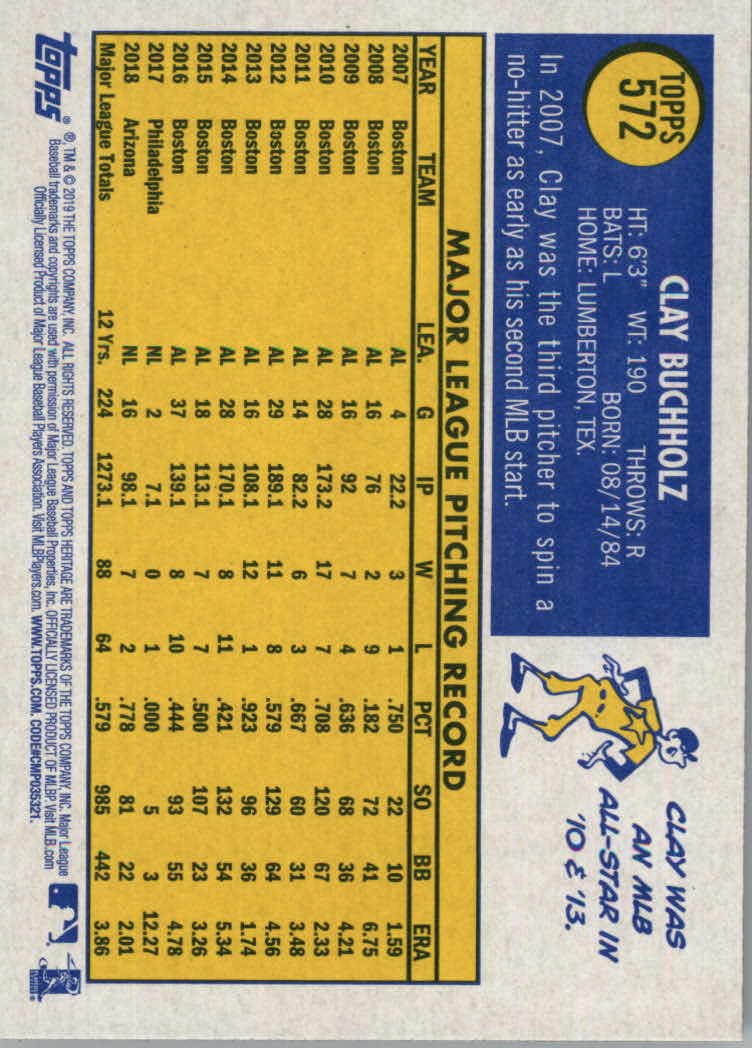 TOPPS
572
CLAY BUCHHOLZ
HT: 6'3" WT: 190 THROWS: R
BATS: L BORN: 08/14/84
HOME: LUMBERTON, TEX.
In 2007, Clay was the third pitcher to spin a
no-hitter as early as his second MLB start.
CLAY WAS
AN MLB
ALL-STAR IN
'10 & '13.
MAJOR LEAGUE PITCHING RECORD
YEAR TEAM LEA. G IP W L PCT SO BB ERA
2007 Boston AL 4 22.2 3 1 .750 22 10 1.59
2008 Boston AL 16 76 2 9 .182 72 41 6.75
2009 Boston AL 16 92 7 4 .636 68 36 4.21
2010 Boston AL 28 173.2 17 7 .708 120 67 2.33
2011 Boston AL 14 82.2 6 3 .667 60 31 3.48
2012 Boston AL 29 189.1 11 8 .579 129 64 4.56
2013 Boston AL 16 108.1 12 1 .923 96 36 1.74
2014 Boston AL 28 170.1 8 11 .421 132 54 5.34
2015 Boston AL 18 113.1 7 7 .500 107 23 3.26
2016 Boston AL 37 139.1 8 10 .444 93 55 4.78
2017 Philadelphia NL 2 7.1 0 1 .000 5 3 12.27
2018 Arizona NL 16 98.1 7 2 .778 81 22 2.01
Major League Totals 12 Yrs. 224 1273.1 88 64 .579 985 442 3.86
topps®
®, TM & © 2019 THE TOPPS COMPANY, INC. ALL RIGHTS RESERVED. TOPPS AND TOPPS HERITAGE ARE TRADEMARKS OF THE TOPPS COMPANY, INC. Major League
Baseball trademarks and copyrights are used with permission of Major League Baseball Properties, Inc. OFFICIALLY LICENSED PRODUCT OF MLBP. Visit MLB.com
Officially Licensed Product of Major League Baseball Players Association. Visit MLBPlayers.com. WWW.TOPPS.COM. CODE#CMP035321.